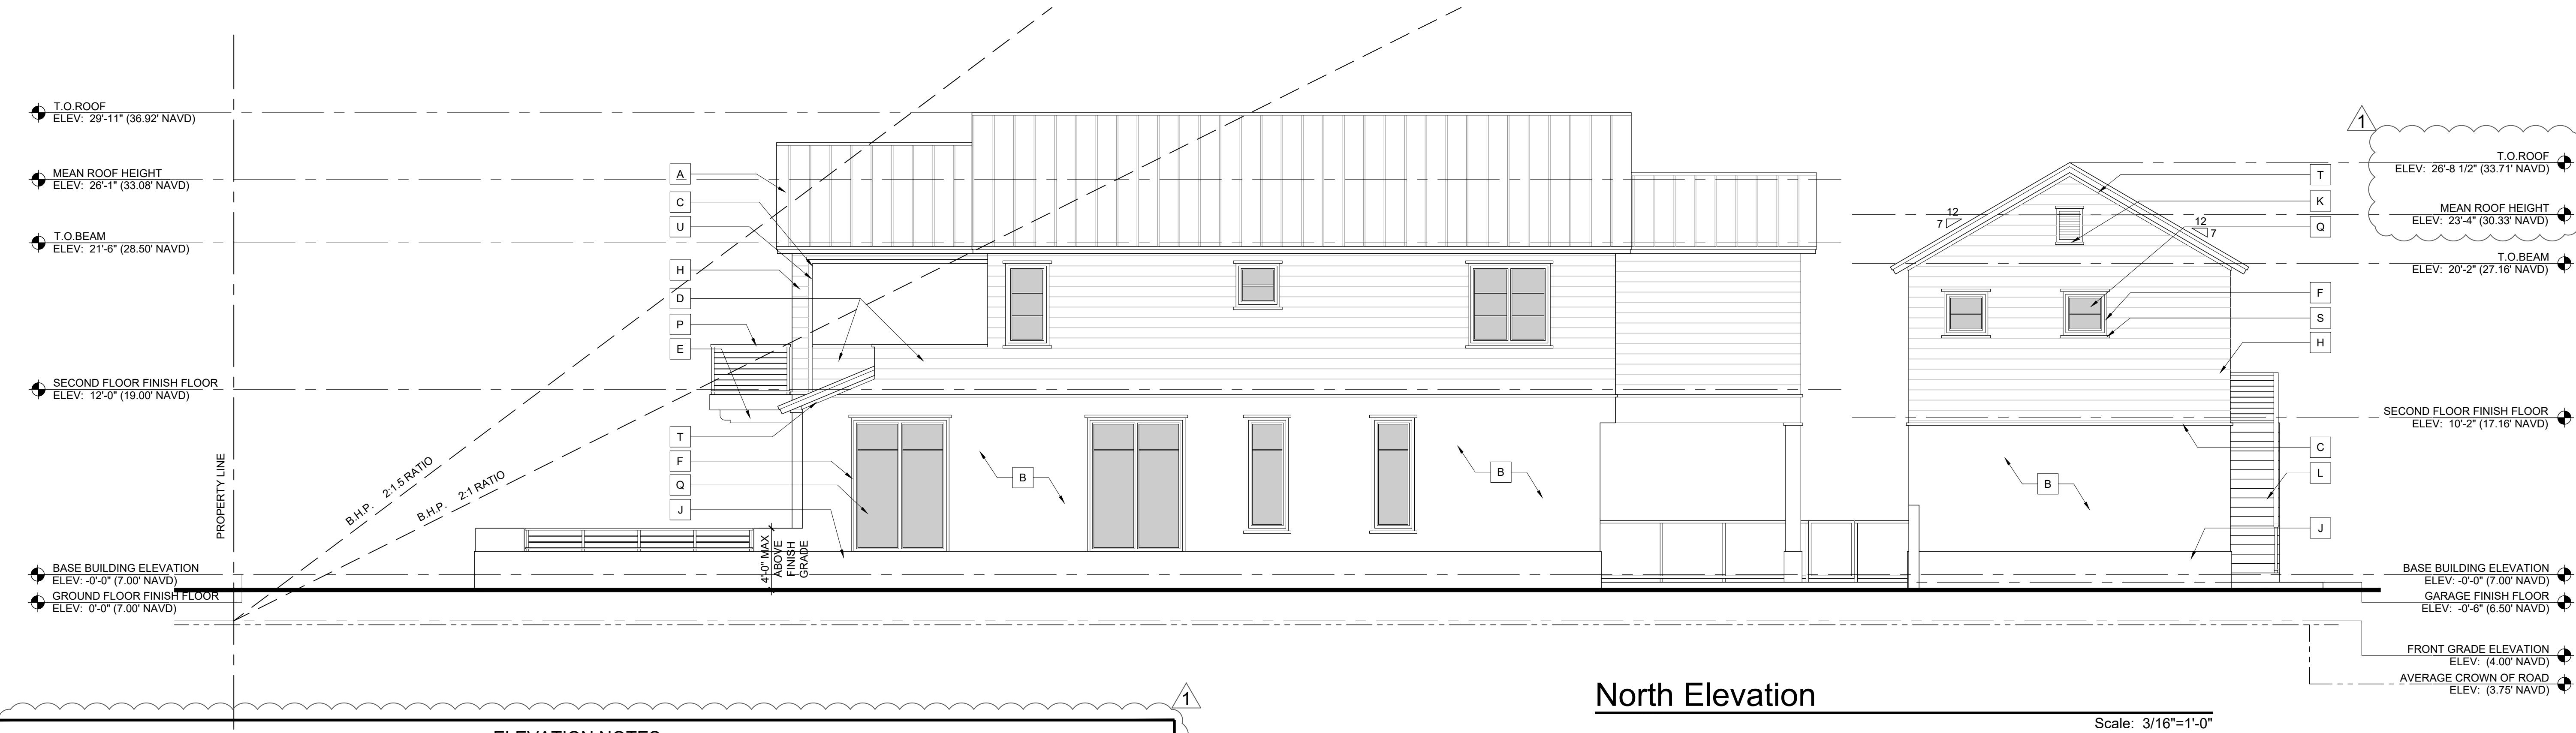 T.O.ROOF
ELEV: 29'-11" (36.92' NAVD)
MEAN ROOF HEIGHT
ELEV: 26'-1" (33.08' NAVD)
T.O.BEAM
ELEV: 21'-6" (28.50' NAVD)
SECOND FLOOR FINISH FLOOR
ELEV: 12'-0" (19.00' NAVD)
BASE BUILDING ELEVATION
ELEV: -0'-0" (7.00' NAVD)
GROUND FLOOR FINISH FLOOR
ELEV: 0'-0" (7.00' NAVD)
PROPERTY LINE
B.H.P. 2:1.5 RATIO
B.H.P. 2:1 RATIO
A
C
U
H
D
P
E
T
F
Q
J
4'-0" MAX
ABOVE
FINISH
GRADE
B
B
B
12
7
12
7
T
K
Q
F
S
H
C
L
J
1
T.O.ROOF
ELEV: 26'-8 1/2" (33.71' NAVD)
MEAN ROOF HEIGHT
ELEV: 23'-4" (30.33' NAVD)
T.O.BEAM
ELEV: 20'-2" (27.16' NAVD)
SECOND FLOOR FINISH FLOOR
ELEV: 10'-2" (17.16' NAVD)
BASE BUILDING ELEVATION
ELEV: -0'-0" (7.00' NAVD)
GARAGE FINISH FLOOR
ELEV: -0'-6" (6.50' NAVD)
FRONT GRADE ELEVATION
ELEV: (4.00' NAVD)
AVERAGE CROWN OF ROAD
ELEV: (3.75' NAVD)
North Elevation
Scale: 3/16"=1'-0"
1
ELEVATION NOTES